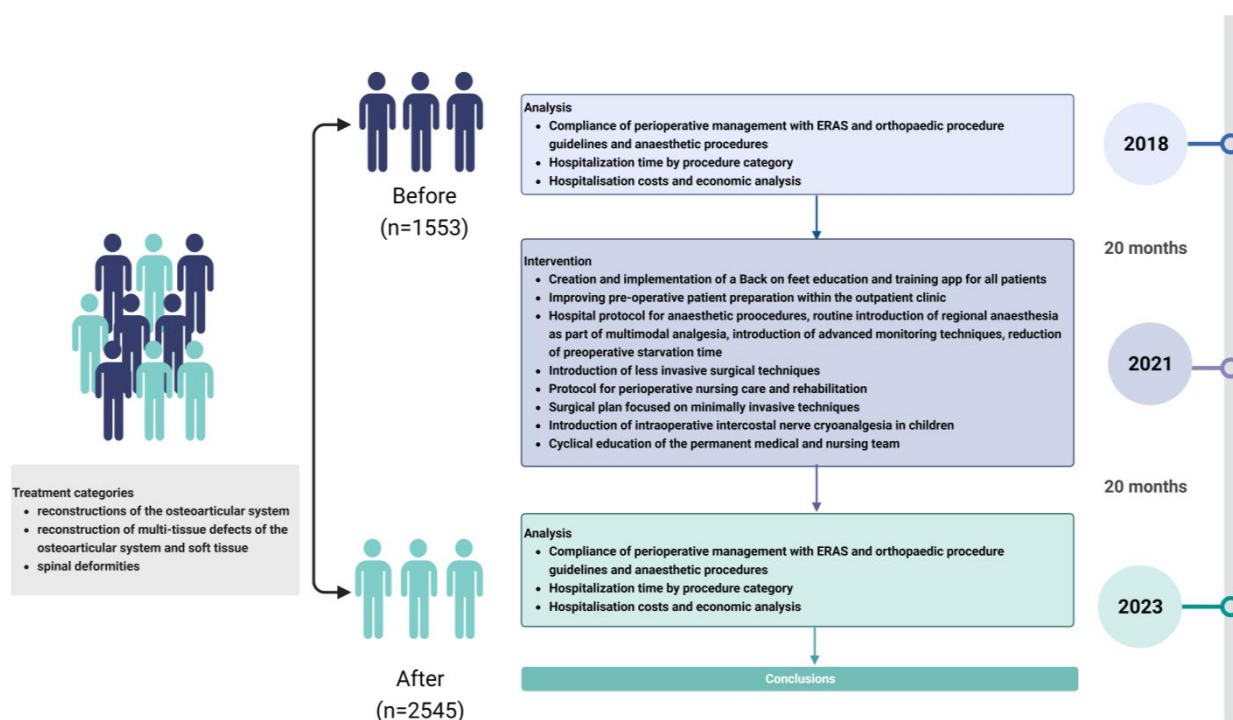 Treatment categories
• reconstructions of the osteoarticular system
• reconstruction of multi-tissue defects of the
osteoarticular system and soft tissue
• spinal deformities
Before
(n=1553)
After
(n=2545)
Analysis
• Compliance of perioperative management with ERAS and orthopaedic procedure
guidelines and anaesthetic procedures
• Hospitalization time by procedure category
• Hospitalisation costs and economic analysis
Intervention
• Creation and implementation of a Back on feet education and training app for all patients
• Improving pre-operative patient preparation within the outpatient clinic
• Hospital protocol for anaesthetic proocedures, routine introduction of regional anaesthesia
as part of multimodal analgesia, introduction of advanced monitoring techniques, reduction
of preoperative starvation time
• Introduction of less invasive surgical techniques
• Protocol for perioperative nursing care and rehabilitation
• Surgical plan focused on minimally invasive techniques
• Introduction of intraoperative intercostal nerve cryoanalgesia in children
• Cyclical education of the permanent medical and nursing team
Analysis
• Compliance of perioperative management with ERAS and orthopaedic procedure
guidelines and anaesthetic procedures
• Hospitalization time by procedure category
• Hospitalisation costs and economic analysis
Conclusions
2018
20 months
2021
20 months
2023